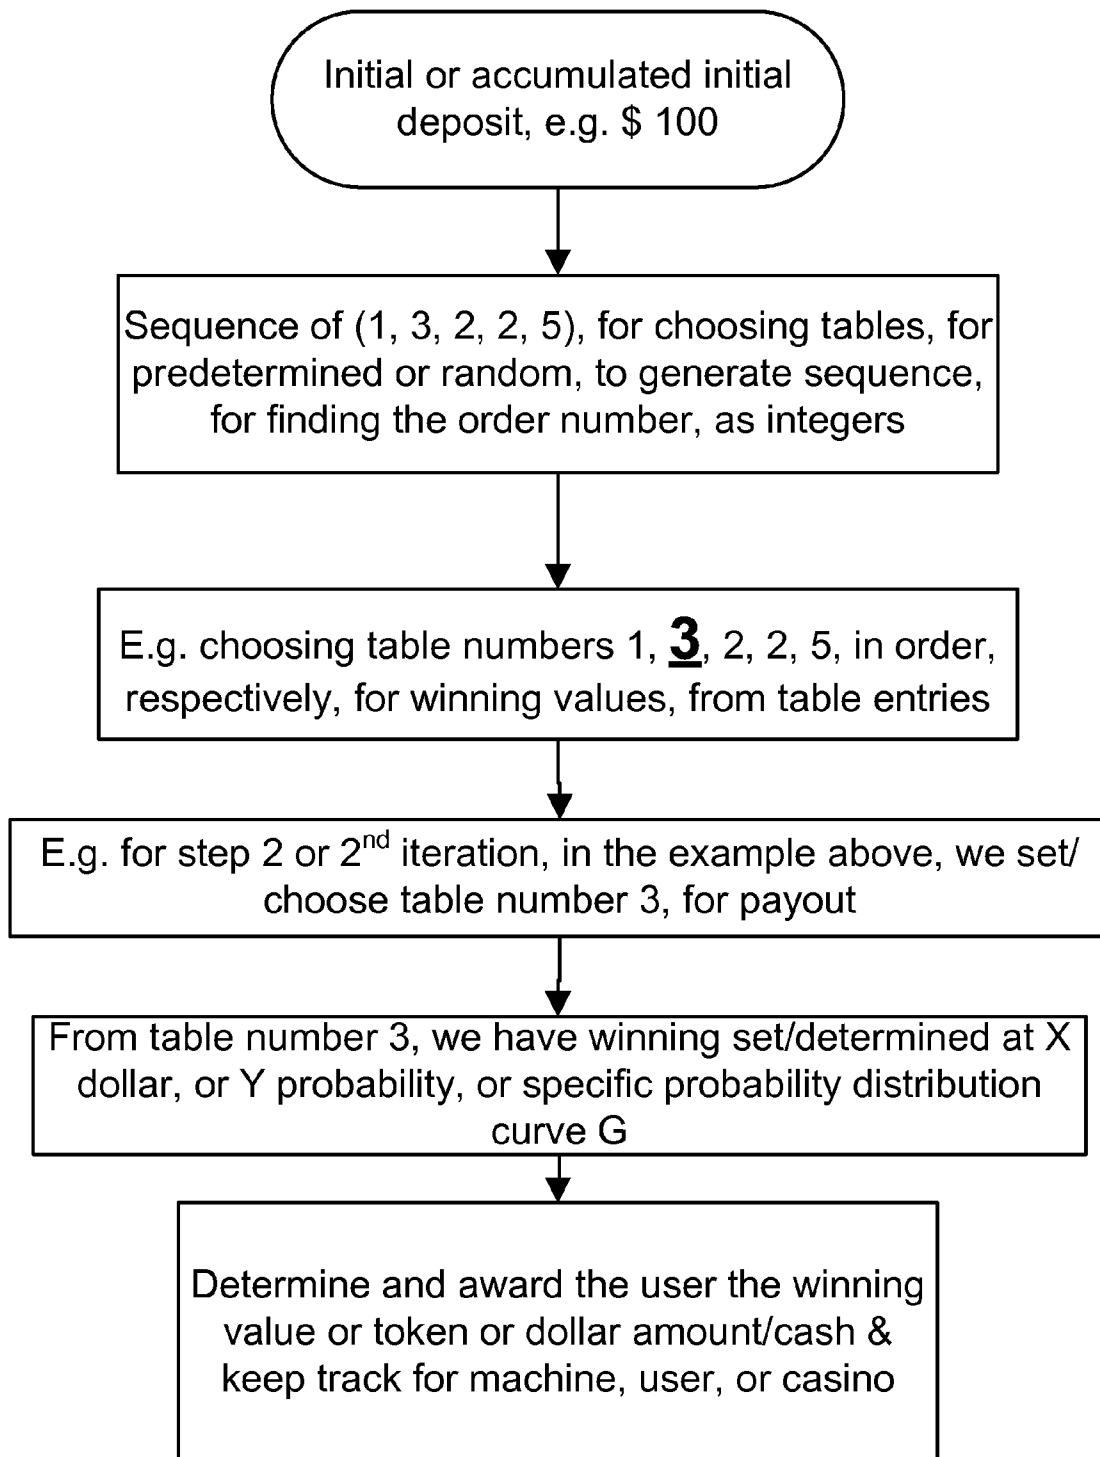 Initial or accumulated initial
deposit, e.g. $ 100
Sequence of (1, 3, 2, 2, 5), for choosing tables, for
predetermined or random, to generate sequence,
for finding the order number, as integers
E.g. choosing table numbers 1, 3, 2, 2, 5, in order,
respectively, for winning values, from table entries
E.g. for step 2 or 2nd iteration, in the example above, we set/
choose table number 3, for payout
From table number 3, we have winning set/determined at X
dollar, or Y probability, or specific probability distribution
curve G
Determine and award the user the winning
value or token or dollar amount/cash &
keep track for machine, user, or casino